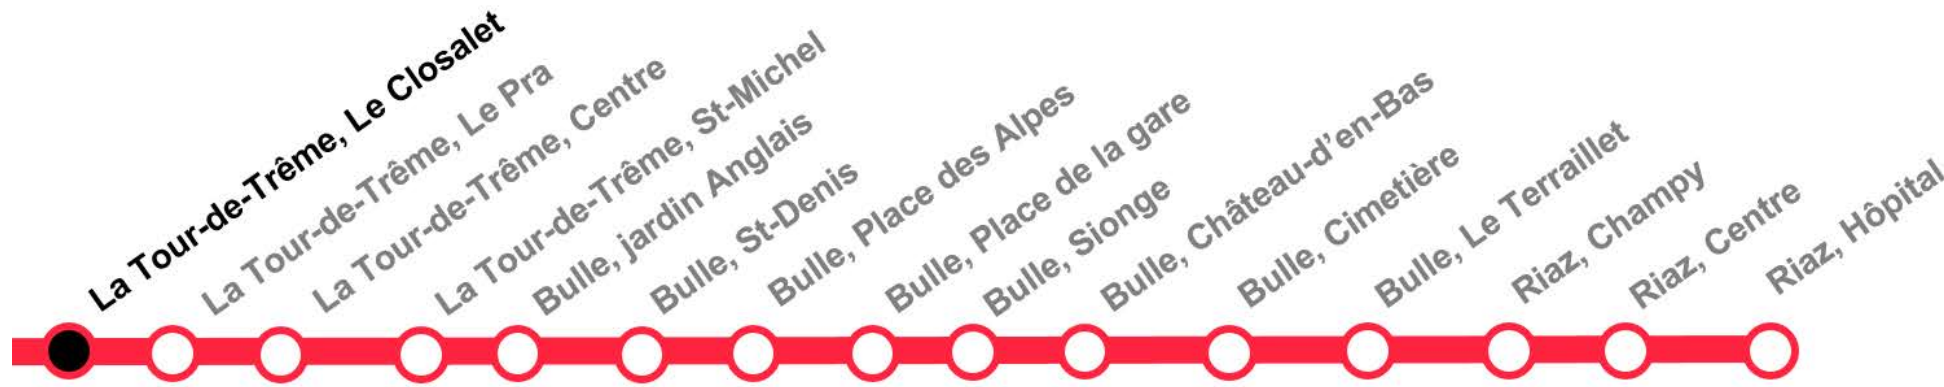 La Tour-de-Trême, Le Closalet
La Tour-de-Trême, Le Pra
La Tour-de-Trême, Centre
La Tour-de-Trême, St-Michel
Bulle, jardin Anglais
Bulle, St-Denis
Bulle, Place des Alpes
Bulle, Place de la gare
Bulle, Sionge
Bulle, Château-d'en-Bas
Bulle, Cimetière
Bulle, Le Terraillet
Riaz, Champy
Riaz, Centre
Riaz, Hôpital